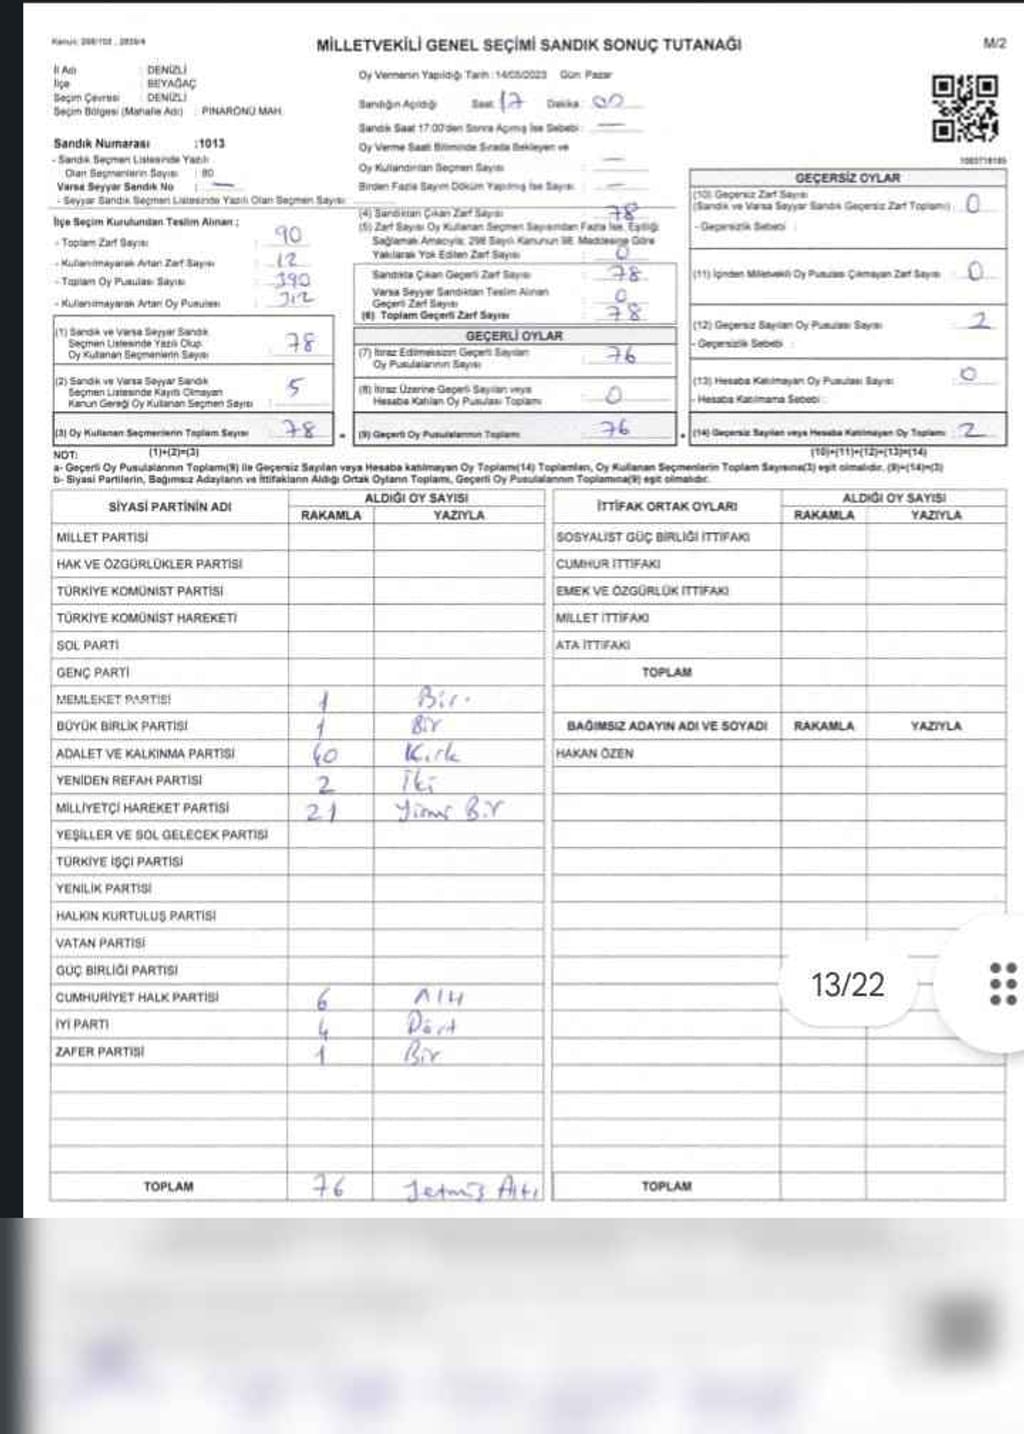 Kanun: 298/102 , 2839/4
MİLLETVEKİLİ GENEL SEÇİMİ SANDIK SONUÇ TUTANAĞI
M/2
İl Adı : DENİZLİ
İlçe : BEYAĞAÇ
Seçim Çevresi : DENİZLİ
Seçim Bölgesi (Mahalle Adı) : PINARÖNÜ MAH.
Oy Vermenin Yapıldığı Tarih : 14/05/2023 Gün Pazar
Sandığın Açıldığı Saat 17 Dakika 00
Sandık Saat 17:00'den Sonra Açmış İse Sebebi : —
Oy Verme Saati Bitiminde Sırada Bekleyen ve
Oy Kullandırılan Seçmen Sayısı : —
Birden Fazla Sayım Döküm Yapılmış İse Sayısı : —
Sandık Numarası :1013
- Sandık Seçmen Listesinde Yazılı
Olan Seçmenlerin Sayısı : 80
Varsa Seyyar Sandık No : —
- Seyyar Sandık Seçmen Listesinde Yazılı Olan Seçmen Sayısı :
İlçe Seçim Kurulundan Teslim Alınan ;
- Toplam Zarf Sayısı : 90
- Kullanılmayarak Artan Zarf Sayısı : 12
- Toplam Oy Pusulası Sayısı : 390
- Kullanılmayarak Artan Oy Pusulası : 312
(1) Sandık ve Varsa Seyyar Sandık
Seçmen Listesinde Yazılı Olup
Oy Kullanan Seçmenlerin Sayısı : 78
(2) Sandık ve Varsa Seyyar Sandık
Seçmen Listesinde Kayıtlı Olmayan
Kanun Gereği Oy Kullanan Seçmen Sayısı : 5
(3) Oy Kullanan Seçmenlerin Toplam Sayısı : 78
(4) Sandıktan Çıkan Zarf Sayısı : 78
(5) Zarf Sayısı Oy Kullanan Seçmen Sayısından Fazla İse, Eşitliği
Sağlamak Amacıyla; 298 Sayılı Kanunun 98. Maddesine Göre
Yakılarak Yok Edilen Zarf Sayısı : 0
Sandıkta Çıkan Geçerli Zarf Sayısı : 78
Varsa Seyyar Sandıktan Teslim Alınan
Geçerli Zarf Sayısı : 0
(6) Toplam Geçerli Zarf Sayısı : 78
GEÇERLİ OYLAR
(7) İtiraz Edilmeksizin Geçerli Sayılan
Oy Pusulalarının Sayısı : 76
(8) İtiraz Üzerine Geçerli Sayılan veya
Hesaba Katılan Oy Pusulası Toplamı : 0
(9) Geçerli Oy Pusulalarının Toplamı : 76
1003718185
GEÇERSİZ OYLAR
(10) Geçersiz Zarf Sayısı
(Sandık ve Varsa Seyyar Sandık Geçersiz Zarf Toplamı) : 0
- Geçersizlik Sebebi :
(11) İçinden Milletvekili Oy Pusulası Çıkmayan Zarf Sayısı : 0
(12) Geçersiz Sayılan Oy Pusulası Sayısı : 2
- Geçersizlik Sebebi :
(13) Hesaba Katılmayan Oy Pusulası Sayısı : 0
- Hesaba Katılmama Sebebi :
(14) Geçersiz Sayılan veya Hesaba Katılmayan Oy Toplamı : 2
NOT: (1)+(2)=(3)
(10)+(11)+(12)+(13)=(14)
a- Geçerli Oy Pusulalarının Toplamı(9) ile Geçersiz Sayılan veya Hesaba katılmayan Oy Toplamı(14) Toplamları, Oy Kullanan Seçmenlerin Toplam Sayısına(3) eşit olmalıdır. (9)+(14)=(3)
b- Siyasi Partilerin, Bağımsız Adayların ve İttifakların Aldığı Ortak Oyların Toplamı, Geçerli Oy Pusulalarının Toplamına(9) eşit olmalıdır.
SİYASİ PARTİNİN ADI ALDIĞI OY SAYISI
RAKAMLA YAZIYLA
MİLLET PARTİSİ
HAK VE ÖZGÜRLÜKLER PARTİSİ
TÜRKİYE KOMÜNİST PARTİSİ
TÜRKİYE KOMÜNİST HAREKETİ
SOL PARTİ
GENÇ PARTİ
MEMLEKET PARTİSİ 1 Bir.
BÜYÜK BİRLİK PARTİSİ 1 Bir
ADALET VE KALKINMA PARTİSİ 40 Kırk
YENİDEN REFAH PARTİSİ 2 İki
MİLLİYETÇİ HAREKET PARTİSİ 21 Yirmi Bir
YEŞİLLER VE SOL GELECEK PARTİSİ
TÜRKİYE İŞÇİ PARTİSİ
YENİLİK PARTİSİ
HALKIN KURTULUŞ PARTİSİ
VATAN PARTİSİ
GÜÇ BİRLİĞİ PARTİSİ
CUMHURİYET HALK PARTİSİ 6 Altı
İYİ PARTİ 4 Dört
ZAFER PARTİSİ 1 Bir
TOPLAM 76 Yetmiş Altı
İTTİFAK ORTAK OYLARI ALDIĞI OY SAYISI
RAKAMLA YAZIYLA
SOSYALİST GÜÇ BİRLİĞİ İTTİFAKI
CUMHUR İTTİFAKI
EMEK VE ÖZGÜRLÜK İTTİFAKI
MİLLET İTTİFAKI
ATA İTTİFAKI
TOPLAM
BAĞIMSIZ ADAYIN ADI VE SOYADI RAKAMLA YAZIYLA
HAKAN ÖZEN
TOPLAM
13/22